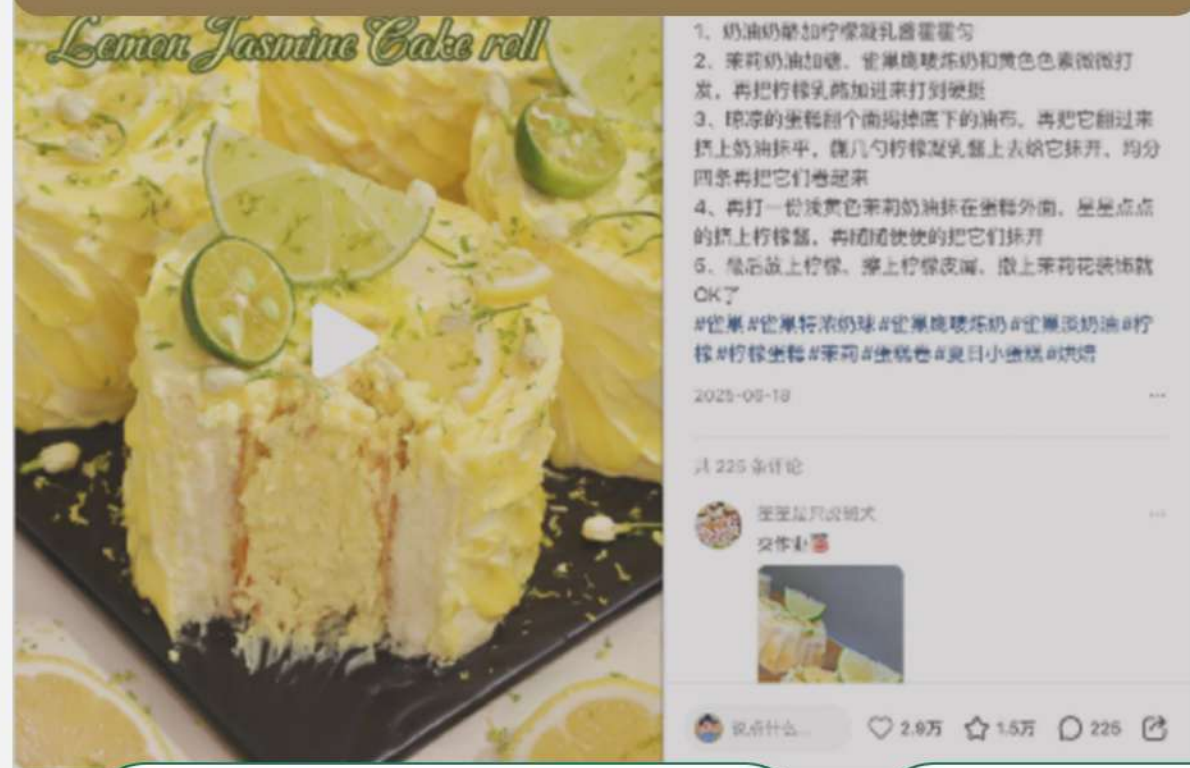 Lemon Jasmine Cake roll
1、奶油奶酪加柠檬凝乳酱霍霍匀
2、茉莉奶油加糖、雀巢鹰唛炼奶和黄色色素微微打
发，再把柠檬乳酪加进来打到硬挺
3、晾凉的蛋糕翻个面揭掉底下的油布，再把它翻过来
挤上奶油抹平，几勺柠檬凝乳酱上去给它抹开，均分
四条再把它们卷起来
4、再打一份浅黄色茉莉奶油抹在蛋糕外面，星星点点
的挤上柠檬酱，再随随便便的把它们抹开
5、最后放上柠檬、擦上柠檬皮屑、撒上茉莉花装饰就
OK了
#雀巢#雀巢特浓奶球#雀巢鹰唛炼奶#雀巢淡奶油#柠
檬#柠檬蛋糕#茉莉#蛋糕卷#夏日小蛋糕#烘焙
共 225 条评论
交作业
说点什么...
2.9万
1.5万
225